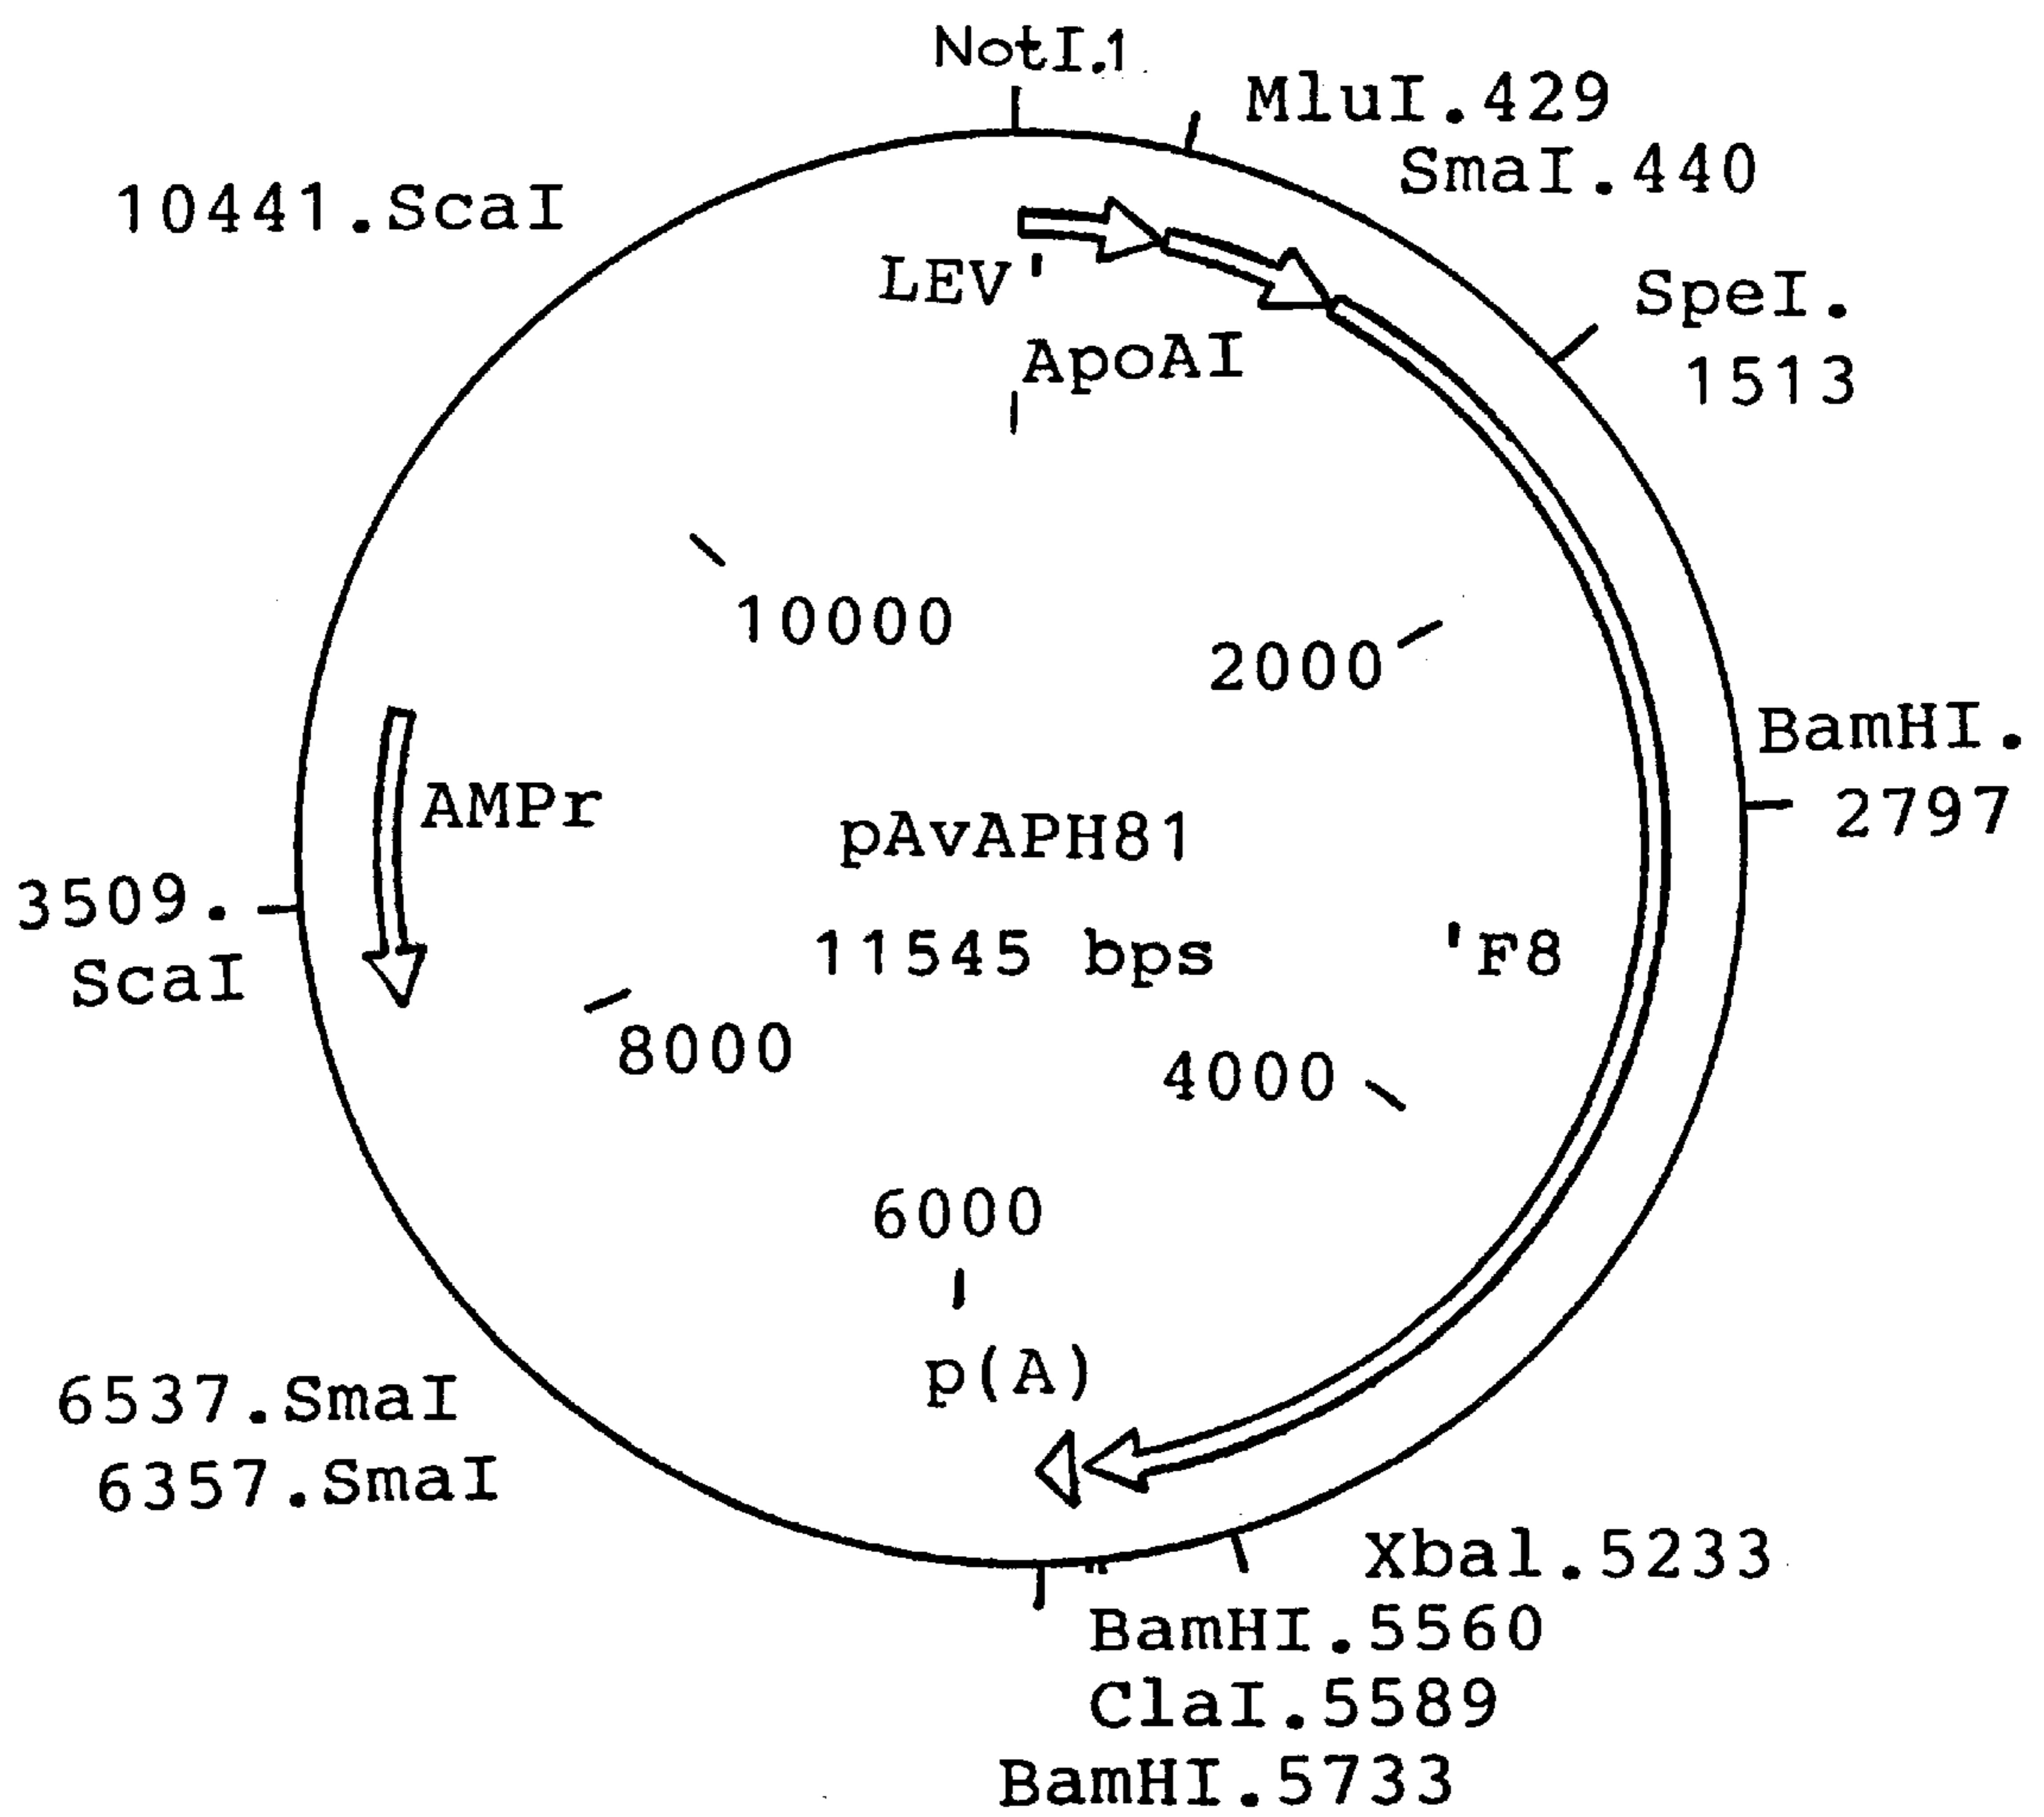 NotI.1
MluI.429
SmaI.440
10441.ScaI
LEV'
SpeI.
1513
ApoAI
10000
2000
BamHI.
2797
AMPr
pAvAPH81
3509.
ScaI
11545 bps
'F8
8000
4000
6000
p(A)
6537.SmaI
6357.SmaI
Xbal.5233
BamHI.5560
ClaI.5589
BamHI.5733